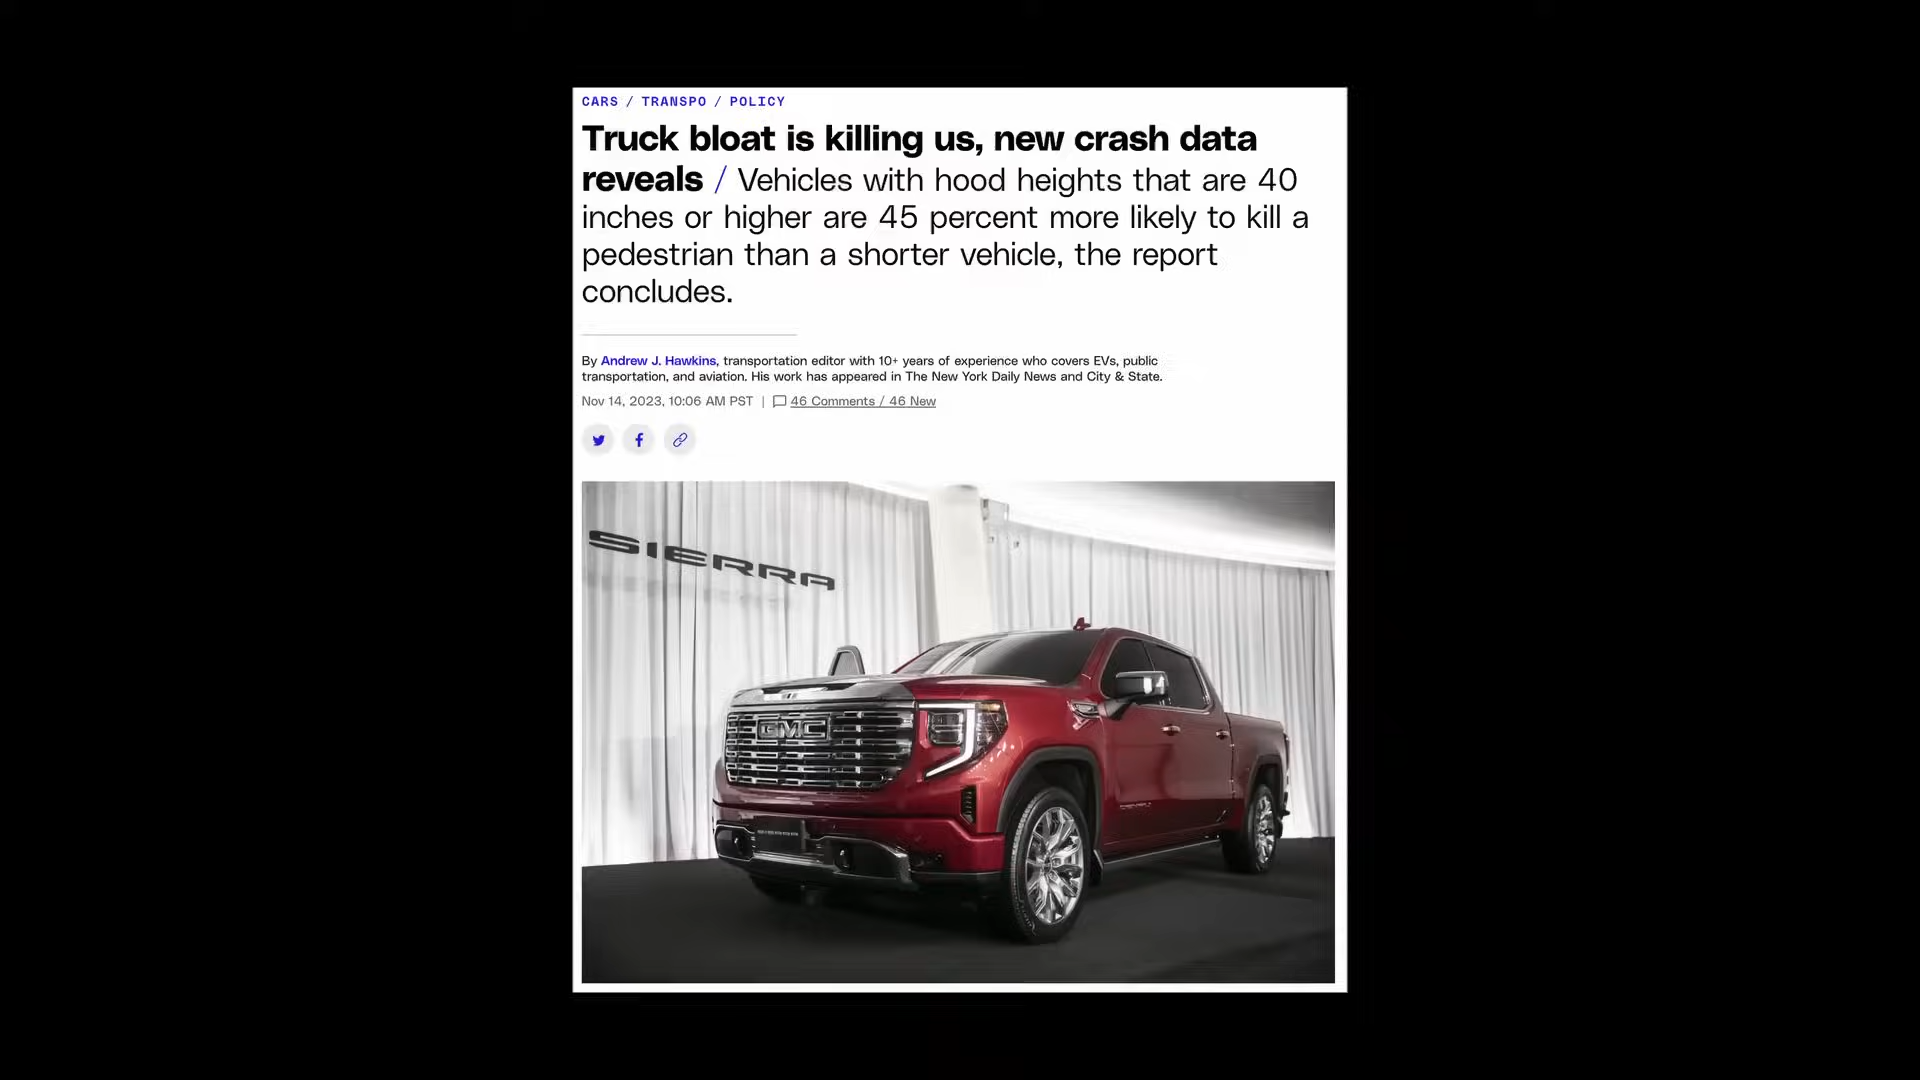 CARS / TRANSPO / POLICY
Truck bloat is killing us, new crash data
reveals / Vehicles with hood heights that are 40
inches or higher are 45 percent more likely to kill a
pedestrian than a shorter vehicle, the report
concludes.
By Andrew J. Hawkins, transportation editor with 10+ years of experience who covers EVs, public
transportation, and aviation. His work has appeared in The New York Daily News and City & State.
Nov 14, 2023, 10:06 AM PST | 46 Comments / 46 New
SIERRA
GMC